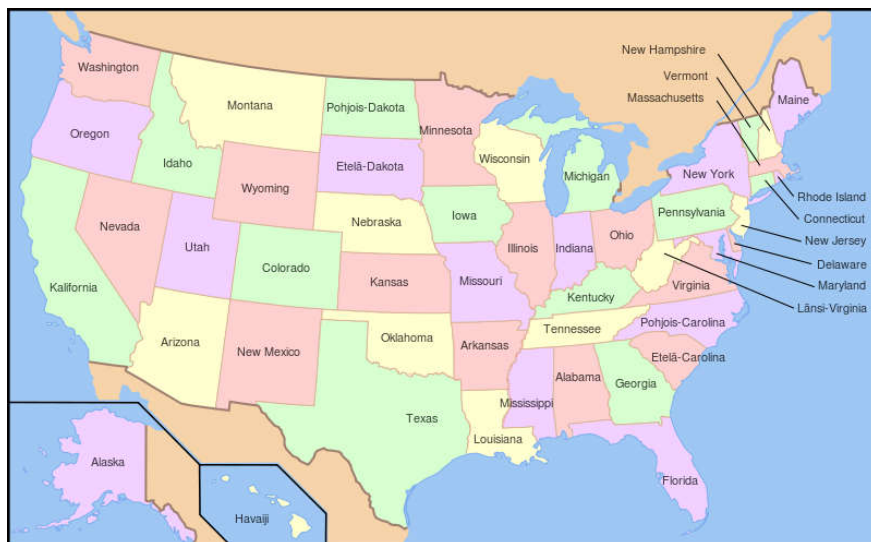 New Hampshire
Vermont
Massachusetts
Washington
Montana
Pohjois-Dakota
Minnesota
Maine
Oregon
Idaho
Wyoming
Etelä-Dakota
Wisconsin
Michigan
New York
Rhode Island
Connecticut
Nevada
Utah
Nebraska
Iowa
Illinois
Indiana
Ohio
Pennsylvania
New Jersey
Delaware
Maryland
Länsi-Virginia
Kalifornia
Colorado
Kansas
Missouri
Kentucky
Virginia
Arizona
New Mexico
Oklahoma
Arkansas
Tennessee
Pohjois-Carolina
Etelä-Carolina
Texas
Louisiana
Mississippi
Alabama
Georgia
Florida
Alaska
Havaiji